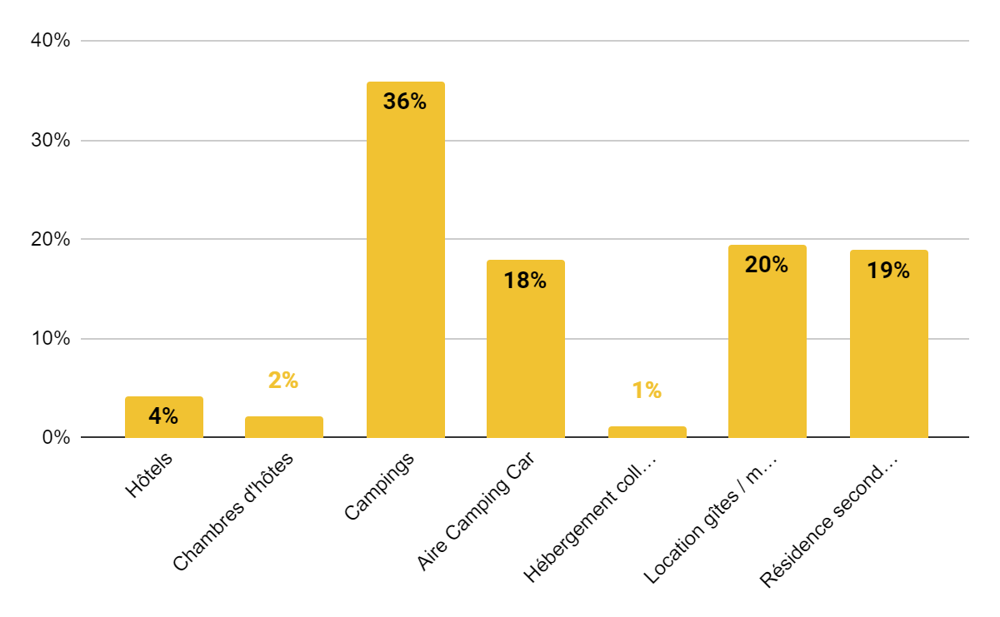 40%
30%
20%
10%
0%
4%
2%
36%
18%
1%
20%
19%
Hôtels
Chambres d'hôtes
Campings
Aire Camping Car
Hébergement coll…
Location gîtes / m…
Résidence second…